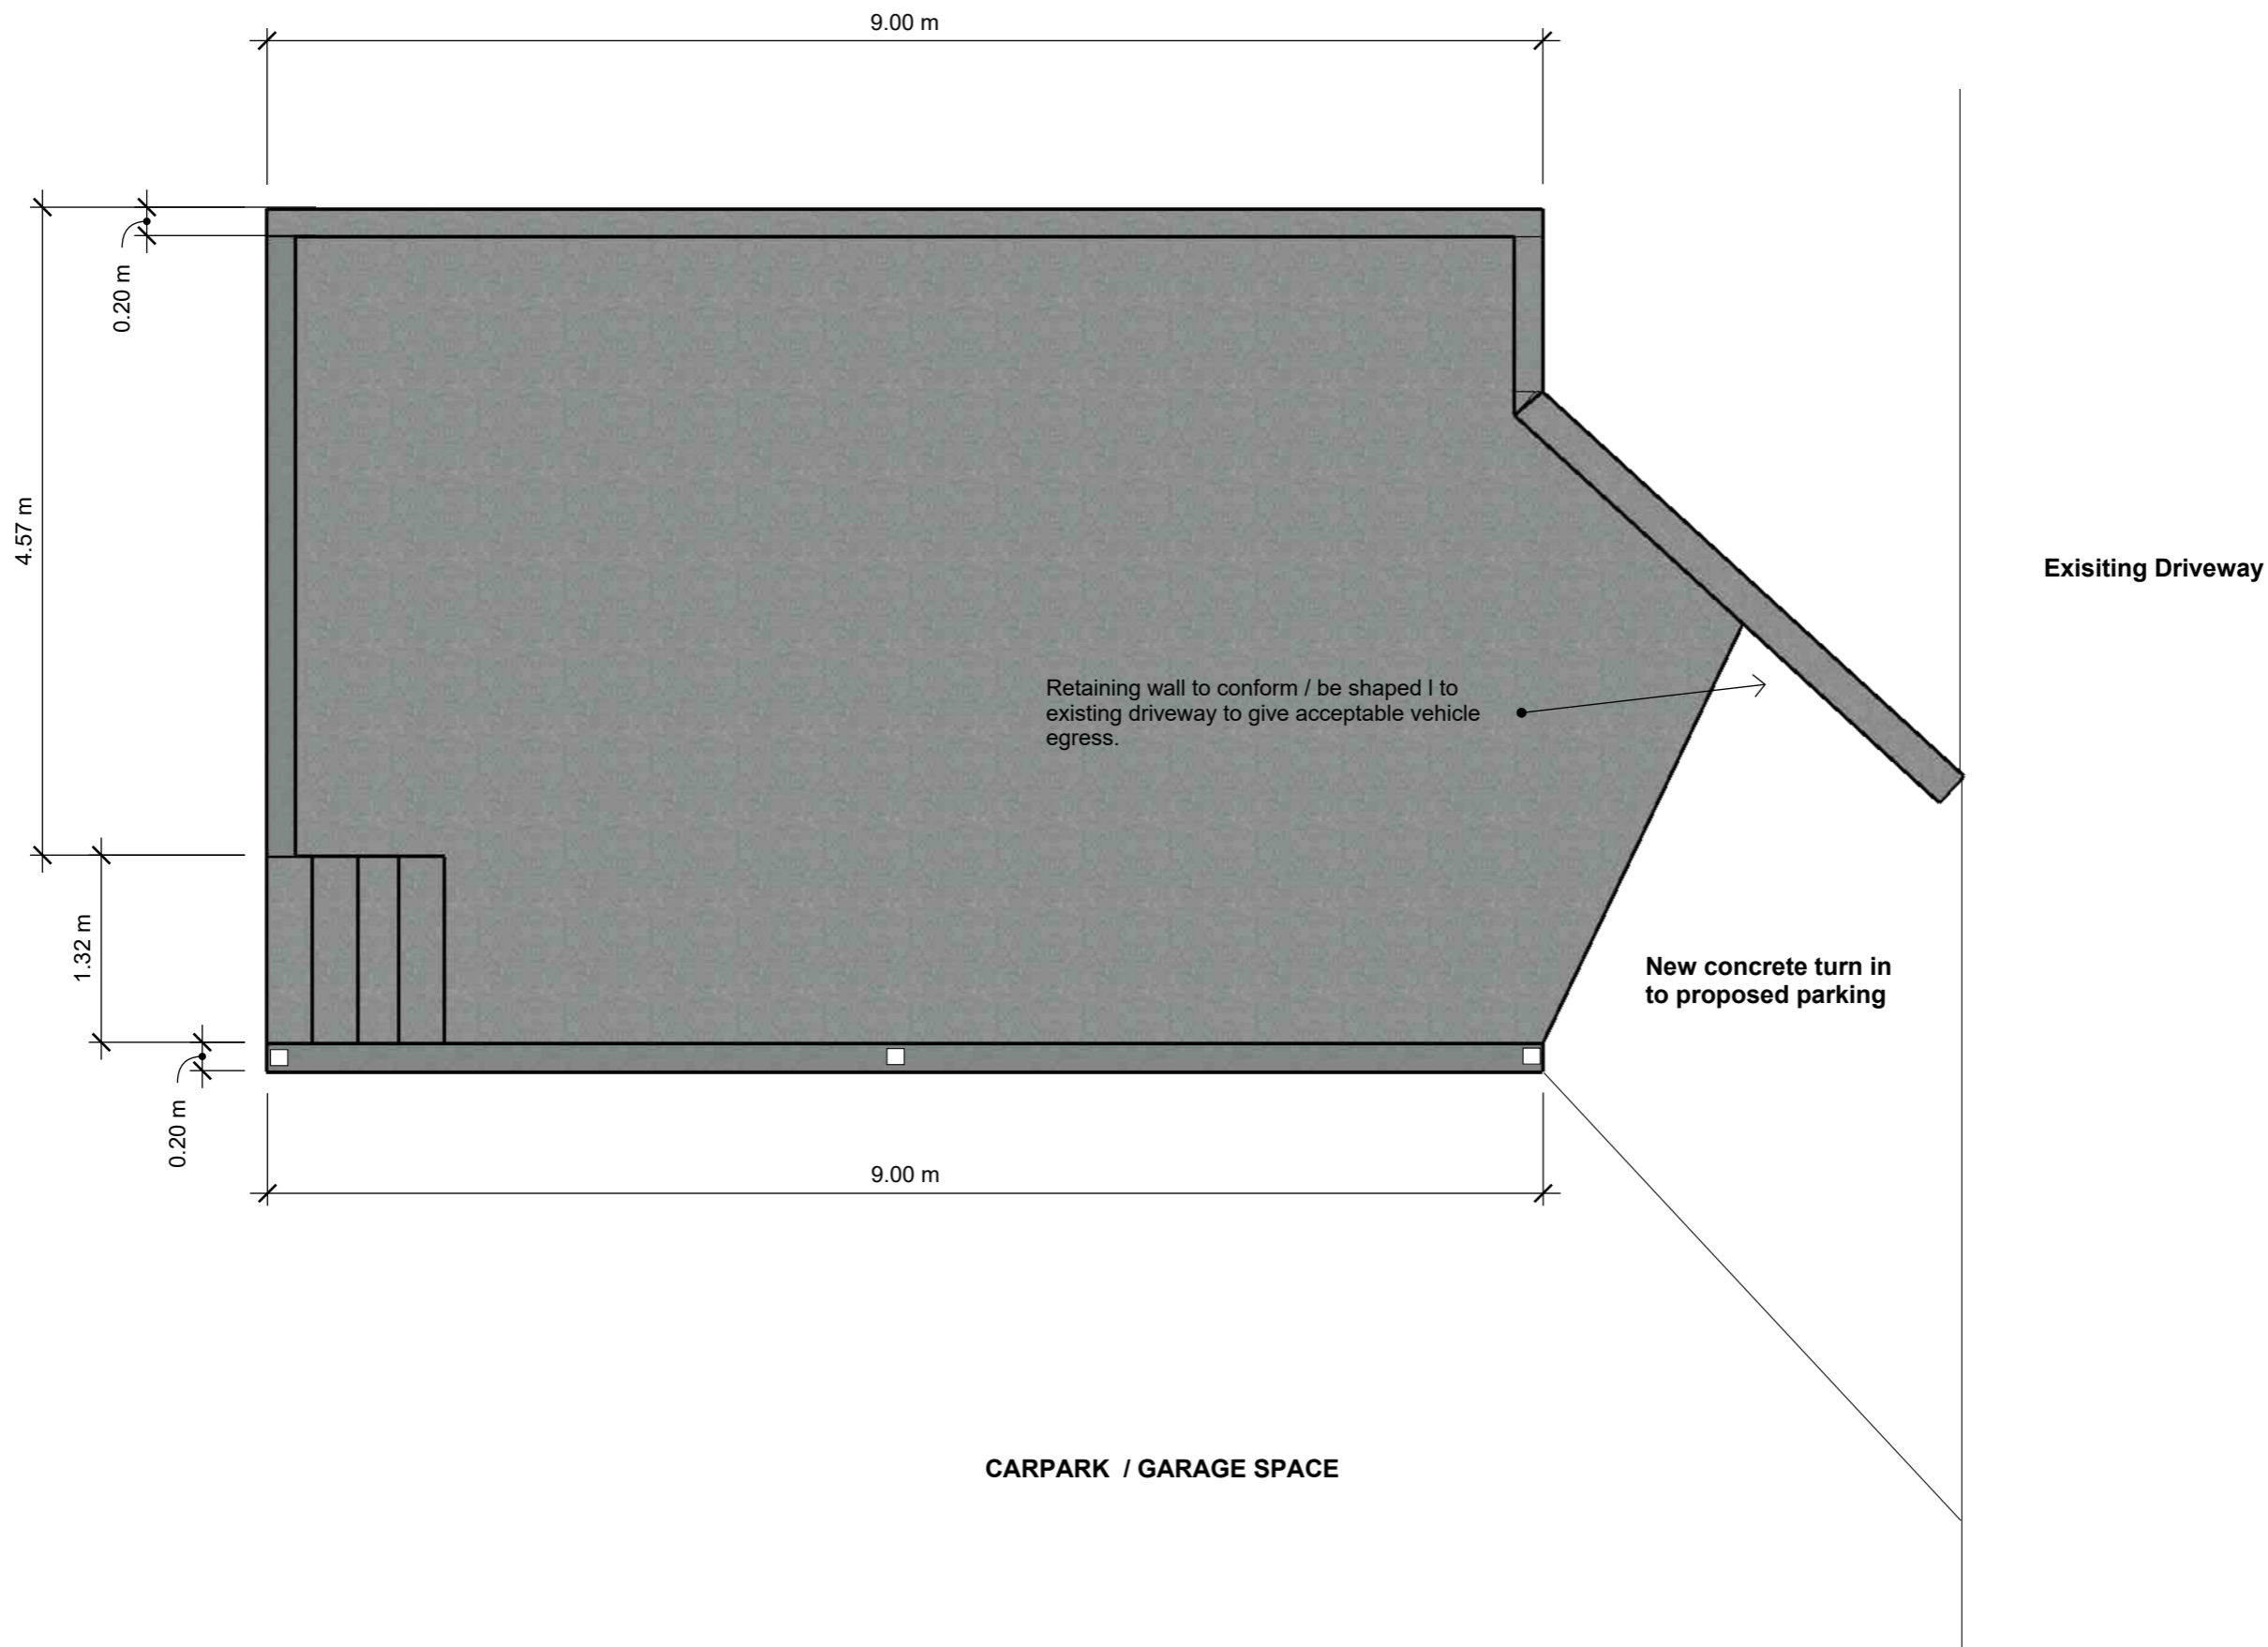 9.00 m
0.20 m
4.57 m
Exisiting Driveway
Retaining wall to conform / be shaped l to
existing driveway to give acceptable vehicle
egress.
1.32 m
New concrete turn in
to proposed parking
0.20 m
9.00 m
CARPARK / GARAGE SPACE